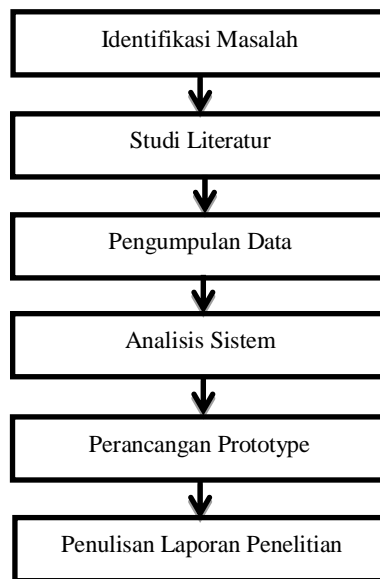 Identifikasi Masalah
Studi Literatur
Pengumpulan Data
Analisis Sistem
Perancangan Prototype
Penulisan Laporan Penelitian